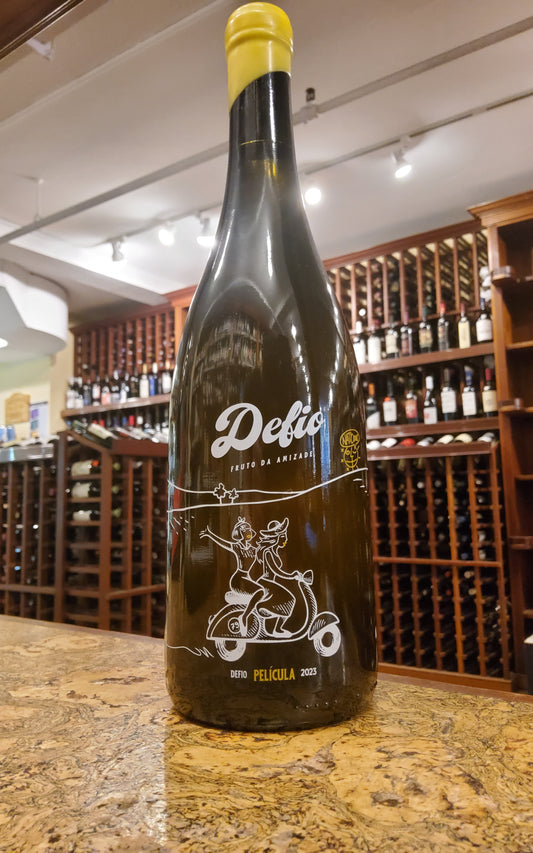 Defio
FRUTO DA AMIZADE
DEFIO PELÍCULA 2023